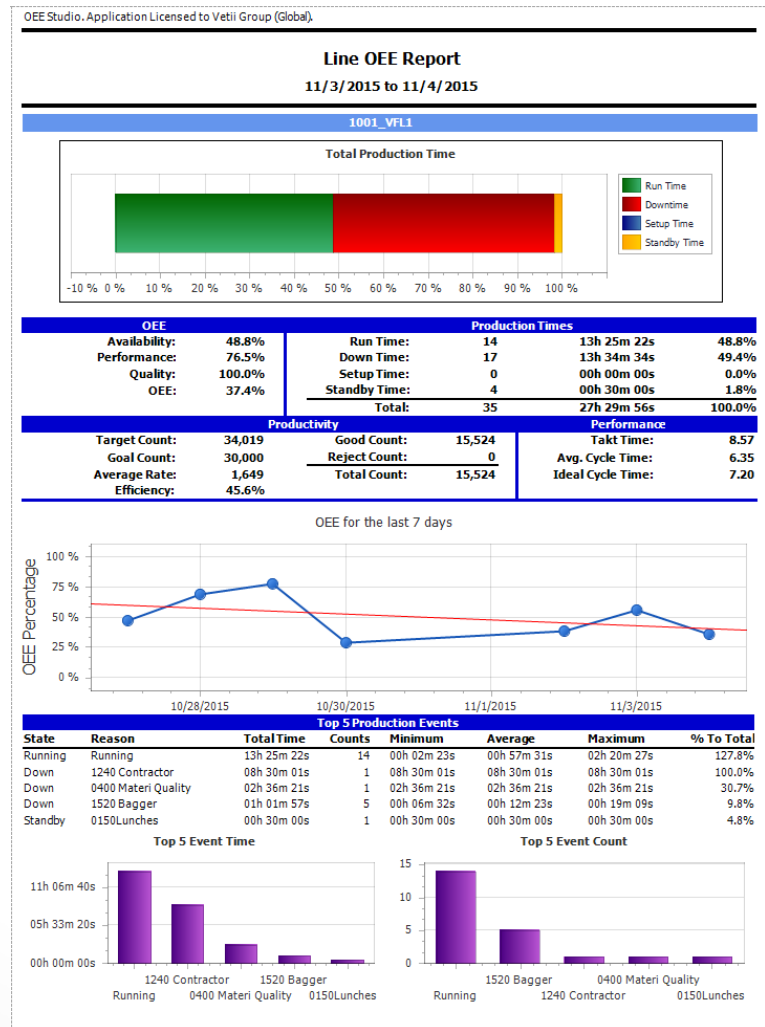 OEE Studio. Application Licensed to Vetii Group (Global).
Line OEE Report
11/3/2015 to 11/4/2015
1001_VFL1
Total Production Time
Run Time
Downtime
Setup Time
Standby Time
-10 % 0 % 10 % 20 % 30 % 40 % 50 % 60 % 70 % 80 % 90 % 100 %
OEE Production Times
Availability: 48.8% Run Time: 14 13h 25m 22s 48.8%
Performance: 76.5% Down Time: 17 13h 34m 34s 49.4%
Quality: 100.0% Setup Time: 0 00h 00m 00s 0.0%
OEE: 37.4% Standby Time: 4 00h 30m 00s 1.8%
Total: 35 27h 29m 56s 100.0%
Productivity Performance
Target Count: 34,019 Good Count: 15,524 Takt Time: 8.57
Goal Count: 30,000 Reject Count: 0 Avg. Cycle Time: 6.35
Average Rate: 1,649 Total Count: 15,524 Ideal Cycle Time: 7.20
Efficiency: 45.6%
OEE for the last 7 days
OEE Percentage
100 %
75 %
50 %
25 %
0 %
10/28/2015 10/30/2015 11/1/2015 11/3/2015
Top 5 Production Events
State Reason Total Time Counts Minimum Average Maximum % To Total
Running Running 13h 25m 22s 14 00h 02m 23s 00h 57m 31s 02h 20m 27s 127.8%
Down 1240 Contractor 08h 30m 01s 1 08h 30m 01s 08h 30m 01s 08h 30m 01s 100.0%
Down 0400 Materi Quality 02h 36m 21s 1 02h 36m 21s 02h 36m 21s 02h 36m 21s 30.7%
Down 1520 Bagger 01h 01m 57s 5 00h 06m 32s 00h 12m 23s 00h 19m 09s 9.8%
Standby 0150Lunches 00h 30m 00s 1 00h 30m 00s 00h 30m 00s 00h 30m 00s 4.8%
Top 5 Event Time
11h 06m 40s
05h 33m 20s
00h 00m 00s
1240 Contractor 1520 Bagger
Running 0400 Materi Quality 0150Lunches
Top 5 Event Count
15
10
5
0
1520 Bagger 0400 Materi Quality
Running 1240 Contractor 0150Lunches